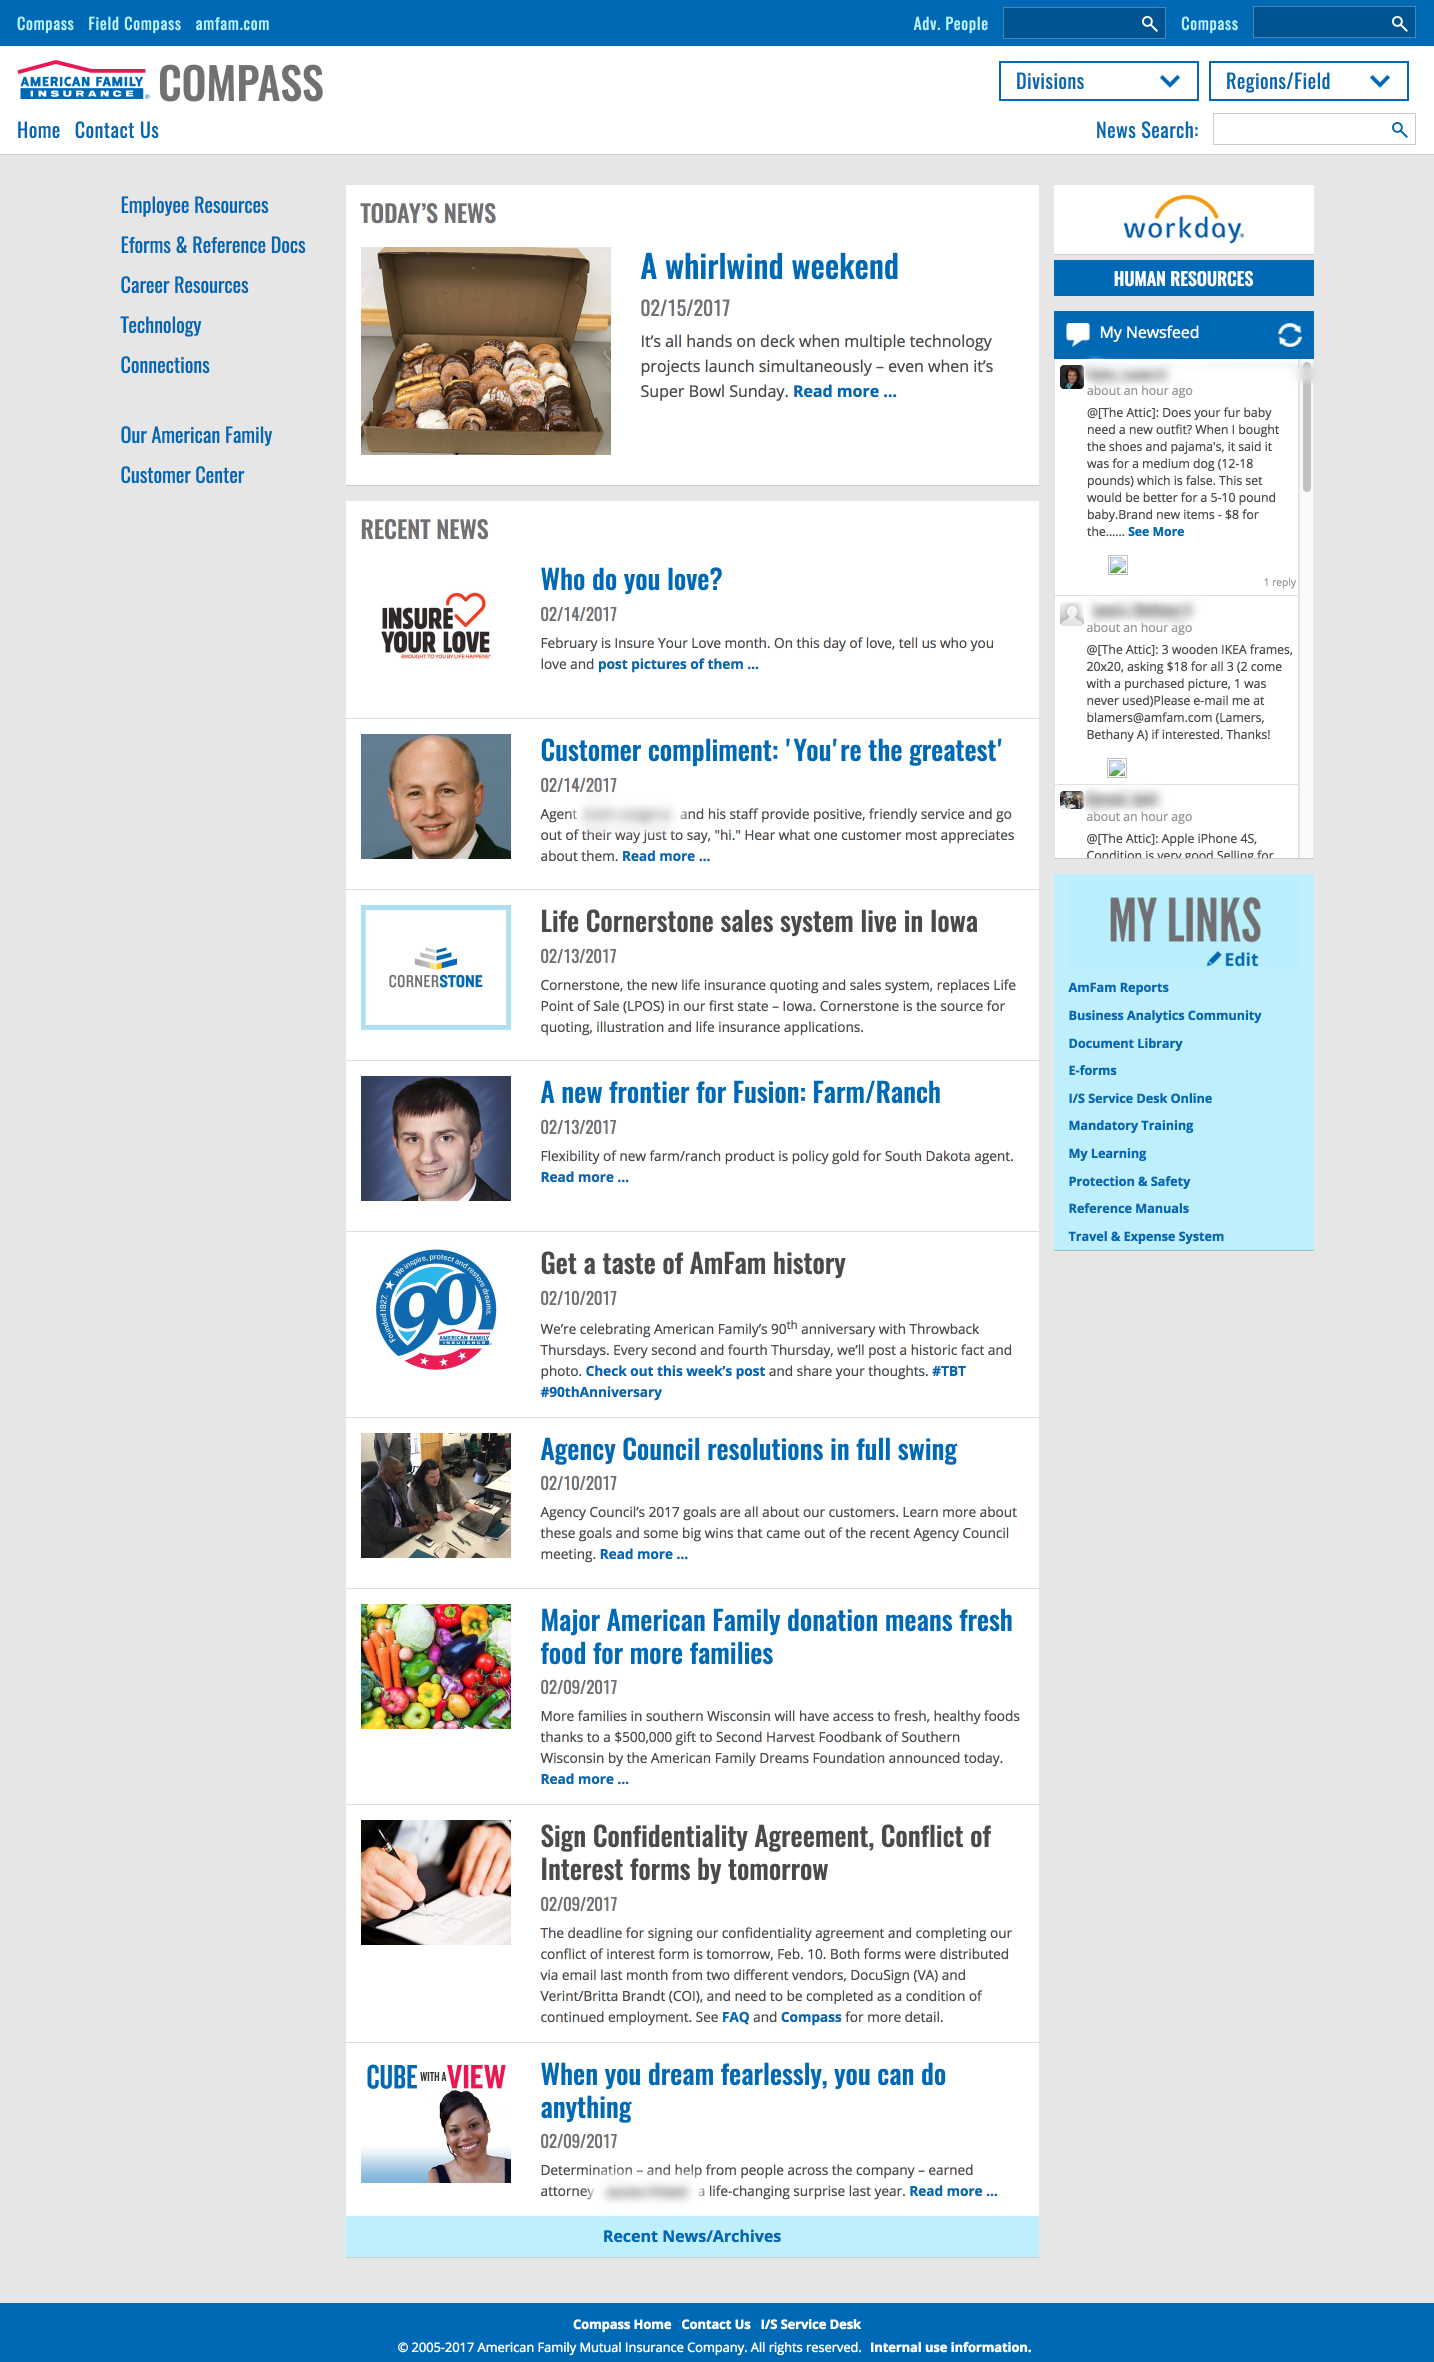 Compass Field Compass amfam.com
Adv. People
Compass
AMERICAN FAMILY
INSURANCE ®
COMPASS
Divisions
Regions/Field
Home Contact Us
News Search:
Employee Resources
Eforms & Reference Docs
Career Resources
Technology
Connections
Our American Family
Customer Center
TODAY'S NEWS
A whirlwind weekend
02/15/2017
It's all hands on deck when multiple technology
projects launch simultaneously – even when it's
Super Bowl Sunday. Read more ...
RECENT NEWS
INSURE
YOUR LOVE
BROUGHT TO YOU BY LIFE HAPPENS
Who do you love?
02/14/2017
February is Insure Your Love month. On this day of love, tell us who you
love and post pictures of them ...
Customer compliment: 'You're the greatest'
02/14/2017
Agent and his staff provide positive, friendly service and go
out of their way just to say, "hi." Hear what one customer most appreciates
about them. Read more ...
CORNERSTONE
Life Cornerstone sales system live in Iowa
02/13/2017
Cornerstone, the new life insurance quoting and sales system, replaces Life
Point of Sale (LPOS) in our first state – Iowa. Cornerstone is the source for
quoting, illustration and life insurance applications.
A new frontier for Fusion: Farm/Ranch
02/13/2017
Flexibility of new farm/ranch product is policy gold for South Dakota agent.
Read more ...
Founded 1927. ★ We inspire, protect and restore dreams.
90
AMERICAN FAMILY
INSURANCE
Get a taste of AmFam history
02/10/2017
We're celebrating American Family's 90th anniversary with Throwback
Thursdays. Every second and fourth Thursday, we'll post a historic fact and
photo. Check out this week's post and share your thoughts. #TBT
#90thAnniversary
Agency Council resolutions in full swing
02/10/2017
Agency Council's 2017 goals are all about our customers. Learn more about
these goals and some big wins that came out of the recent Agency Council
meeting. Read more ...
Major American Family donation means fresh
food for more families
02/09/2017
More families in southern Wisconsin will have access to fresh, healthy foods
thanks to a $500,000 gift to Second Harvest Foodbank of Southern
Wisconsin by the American Family Dreams Foundation announced today.
Read more ...
Sign Confidentiality Agreement, Conflict of
Interest forms by tomorrow
02/09/2017
The deadline for signing our confidentiality agreement and completing our
conflict of interest form is tomorrow, Feb. 10. Both forms were distributed
via email last month from two different vendors, DocuSign (VA) and
Verint/Britta Brandt (COI), and need to be completed as a condition of
continued employment. See FAQ and Compass for more detail.
CUBE WITH A VIEW
When you dream fearlessly, you can do
anything
02/09/2017
Determination – and help from people across the company – earned
attorney a life-changing surprise last year. Read more ...
Recent News/Archives
workday.
HUMAN RESOURCES
My Newsfeed
about an hour ago
@[The Attic]: Does your fur baby
need a new outfit? When I bought
the shoes and pajama's, it said it
was for a medium dog (12-18
pounds) which is false. This set
would be better for a 5-10 pound
baby.Brand new items - $8 for
the...... See More
1 reply
about an hour ago
@[The Attic]: 3 wooden IKEA frames,
20x20, asking $18 for all 3 (2 come
with a purchased picture, 1 was
never used)Please e-mail me at
blamers@amfam.com (Lamers,
Bethany A) if interested. Thanks!
about an hour ago
@[The Attic]: Apple iPhone 4S,
Condition is very good Selling for
MY LINKS
Edit
AmFam Reports
Business Analytics Community
Document Library
E-forms
I/S Service Desk Online
Mandatory Training
My Learning
Protection & Safety
Reference Manuals
Travel & Expense System
Compass Home Contact Us I/S Service Desk
© 2005-2017 American Family Mutual Insurance Company. All rights reserved. Internal use information.